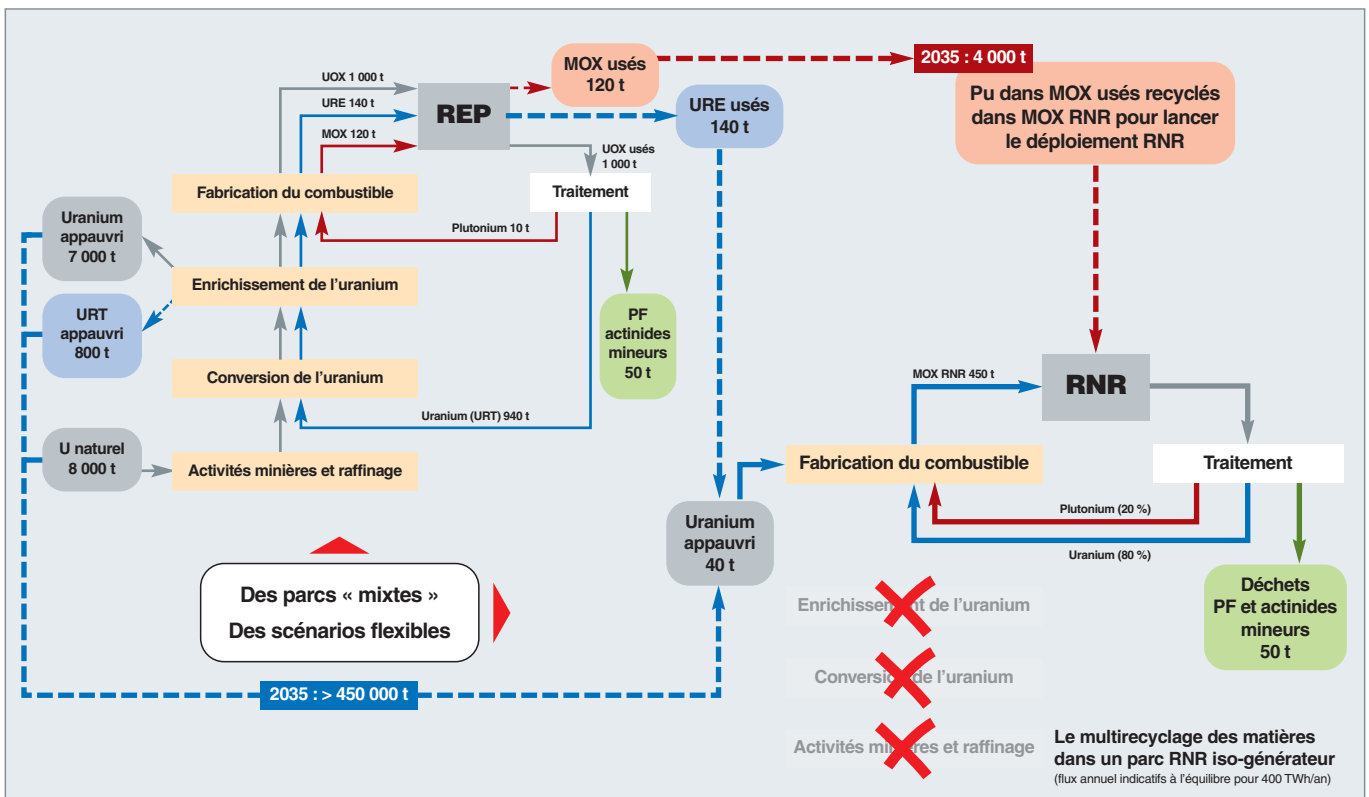 UOX 1 000 t
URE 140 t
MOX 120 t
REP
MOX usés
120 t
URE usés
140 t
2035 : 4 000 t
Pu dans MOX usés recyclés
dans MOX RNR pour lancer
le déploiement RNR
UOX usés
1 000 t
Fabrication du combustible
Traitement
Uranium
appauvri
7 000 t
Plutonium 10 t
Enrichissement de l’uranium
URT
appauvri
800 t
PF
actinides
mineurs
50 t
Conversion de l’uranium
Uranium (URT) 940 t
U naturel
8 000 t
Activités minières et raffinage
MOX RNR 450 t
RNR
Fabrication du combustible
Traitement
Plutonium (20 %)
Uranium (80 %)
Uranium
appauvri
40 t
Des parcs « mixtes »
Des scénarios flexibles
2035 : > 450 000 t
Enrichissement de l’uranium
Conversion de l’uranium
Activités minières et raffinage
Déchets
PF et actinides
mineurs
50 t
Le multirecyclage des matières
dans un parc RNR iso-générateur
(flux annuel indicatifs à l’équilibre pour 400 TWh/an)